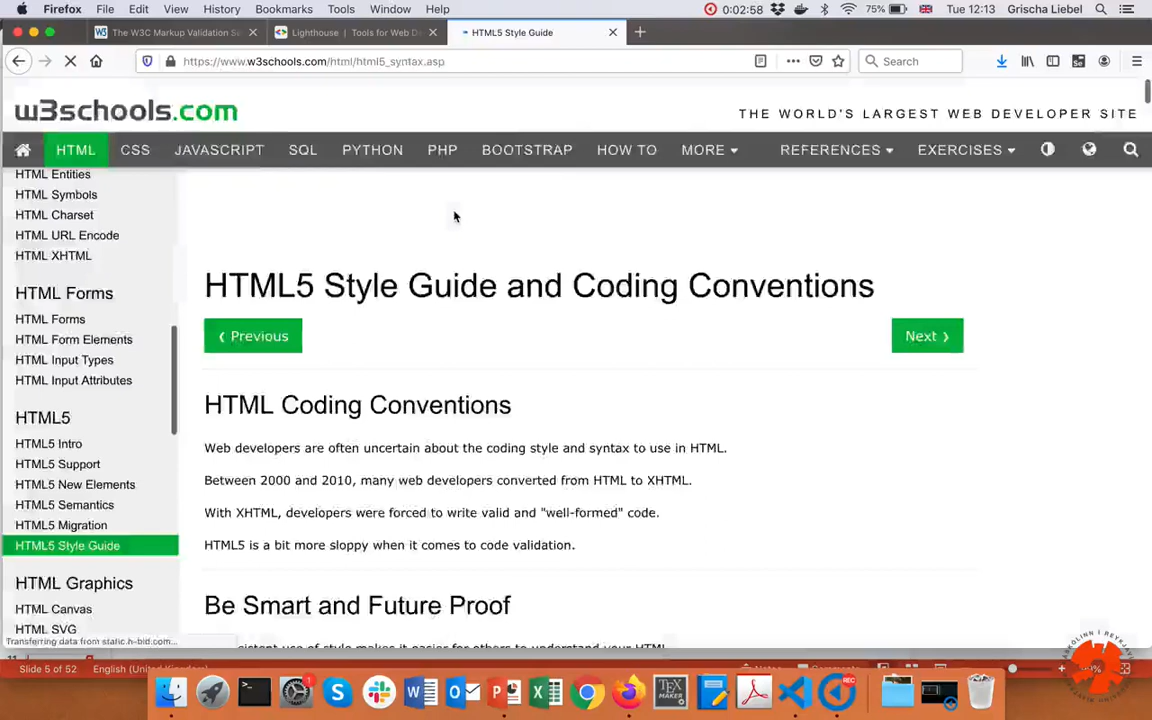 Firefox File Edit View History Bookmarks Tools Window Help 0:02:58 75% Tue 12:13 Grischa Liebel
The W3C Markup Validation Se Lighthouse | Tools for Web D HTML5 Style Guide
https://www.w3schools.com/html/html5_syntax.asp Search
w3schools.com
THE WORLD'S LARGEST WEB DEVELOPER SITE
HTML CSS JAVASCRIPT SQL PYTHON PHP BOOTSTRAP HOW TO MORE REFERENCES EXERCISES
HTML Entities
HTML Symbols
HTML Charset
HTML URL Encode
HTML XHTML
HTML Forms
HTML Forms
HTML Form Elements
HTML Input Types
HTML Input Attributes
HTML5
HTML5 Intro
HTML5 Support
HTML5 New Elements
HTML5 Semantics
HTML5 Migration
HTML5 Style Guide
HTML Graphics
HTML Canvas
HTML SVG
HTML5 Style Guide and Coding Conventions
❮ Previous
Next ❯
HTML Coding Conventions
Web developers are often uncertain about the coding style and syntax to use in HTML.
Between 2000 and 2010, many web developers converted from HTML to XHTML.
With XHTML, developers were forced to write valid and "well-formed" code.
HTML5 is a bit more sloppy when it comes to code validation.
Be Smart and Future Proof
Transferring data from static.h-bid.com...
Slide 5 of 52 English (United Kingdom)